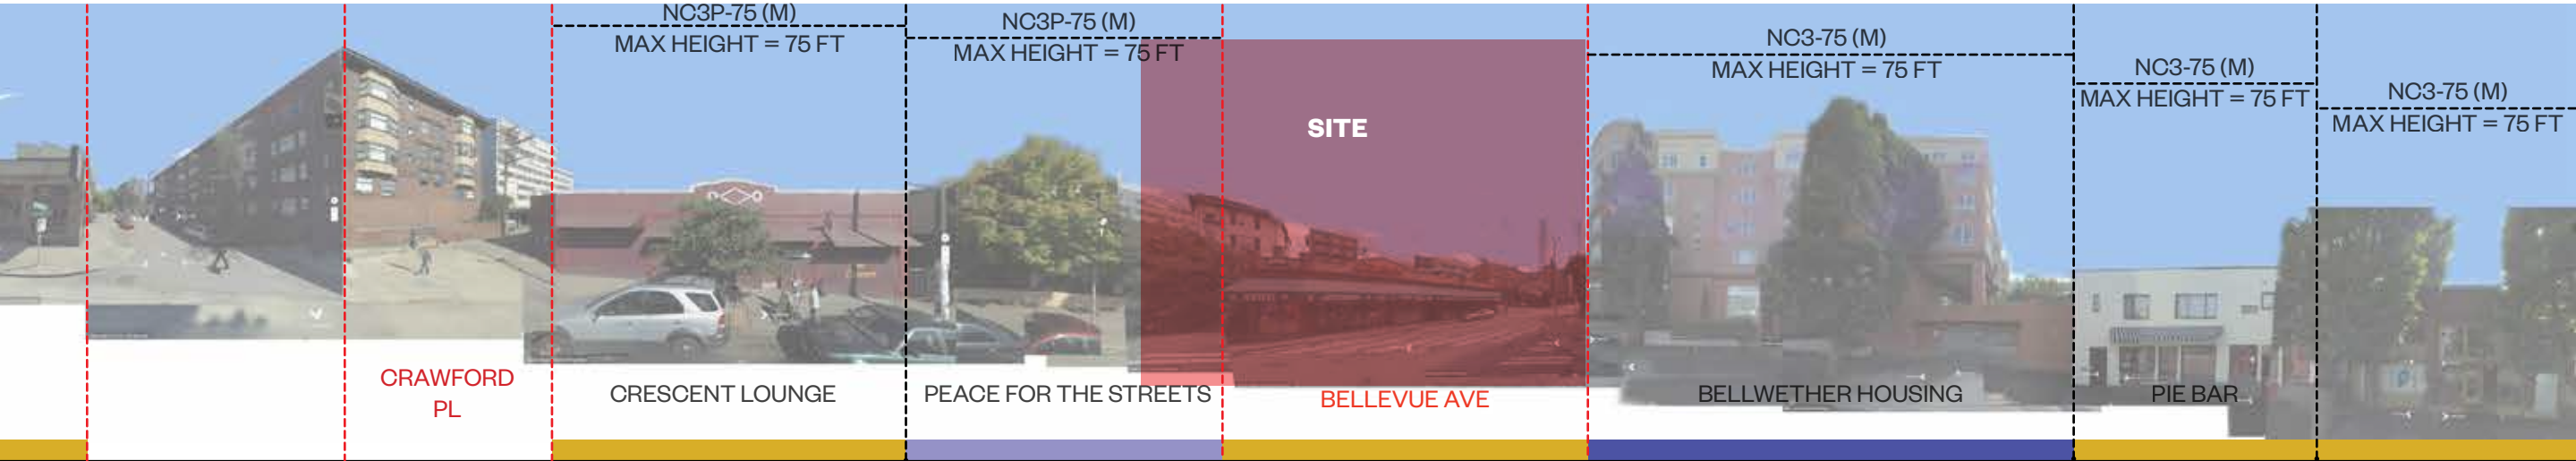 NC3P-75 (M)
MAX HEIGHT = 75 FT
NC3P-75 (M)
MAX HEIGHT = 75 FT
SITE
NC3-75 (M)
MAX HEIGHT = 75 FT
NC3-75 (M)
MAX HEIGHT = 75 FT
NC3-75 (M)
MAX HEIGHT = 75 FT
CRAWFORD
PL
CRESCENT LOUNGE
PEACE FOR THE STREETS
BELLEVUE AVE
BELLWETHER HOUSING
PIE BAR